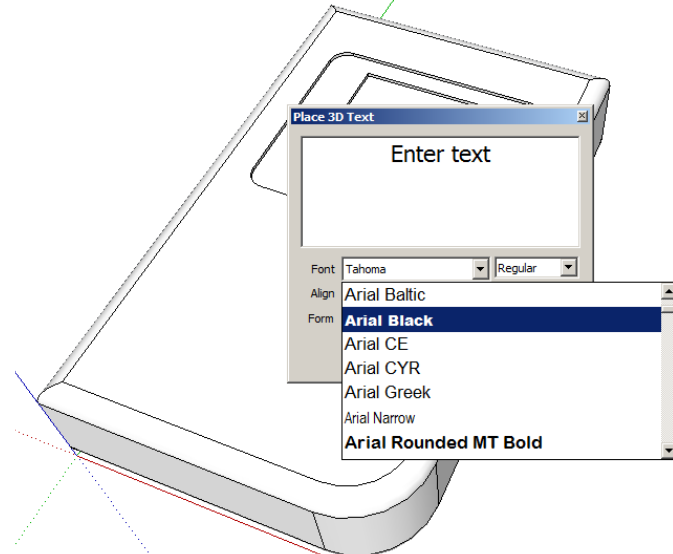 Place 3D Text
Enter text
Font Tahoma Regular
Align
Form
Arial Baltic
Arial Black
Arial CE
Arial CYR
Arial Greek
Arial Narrow
Arial Rounded MT Bold